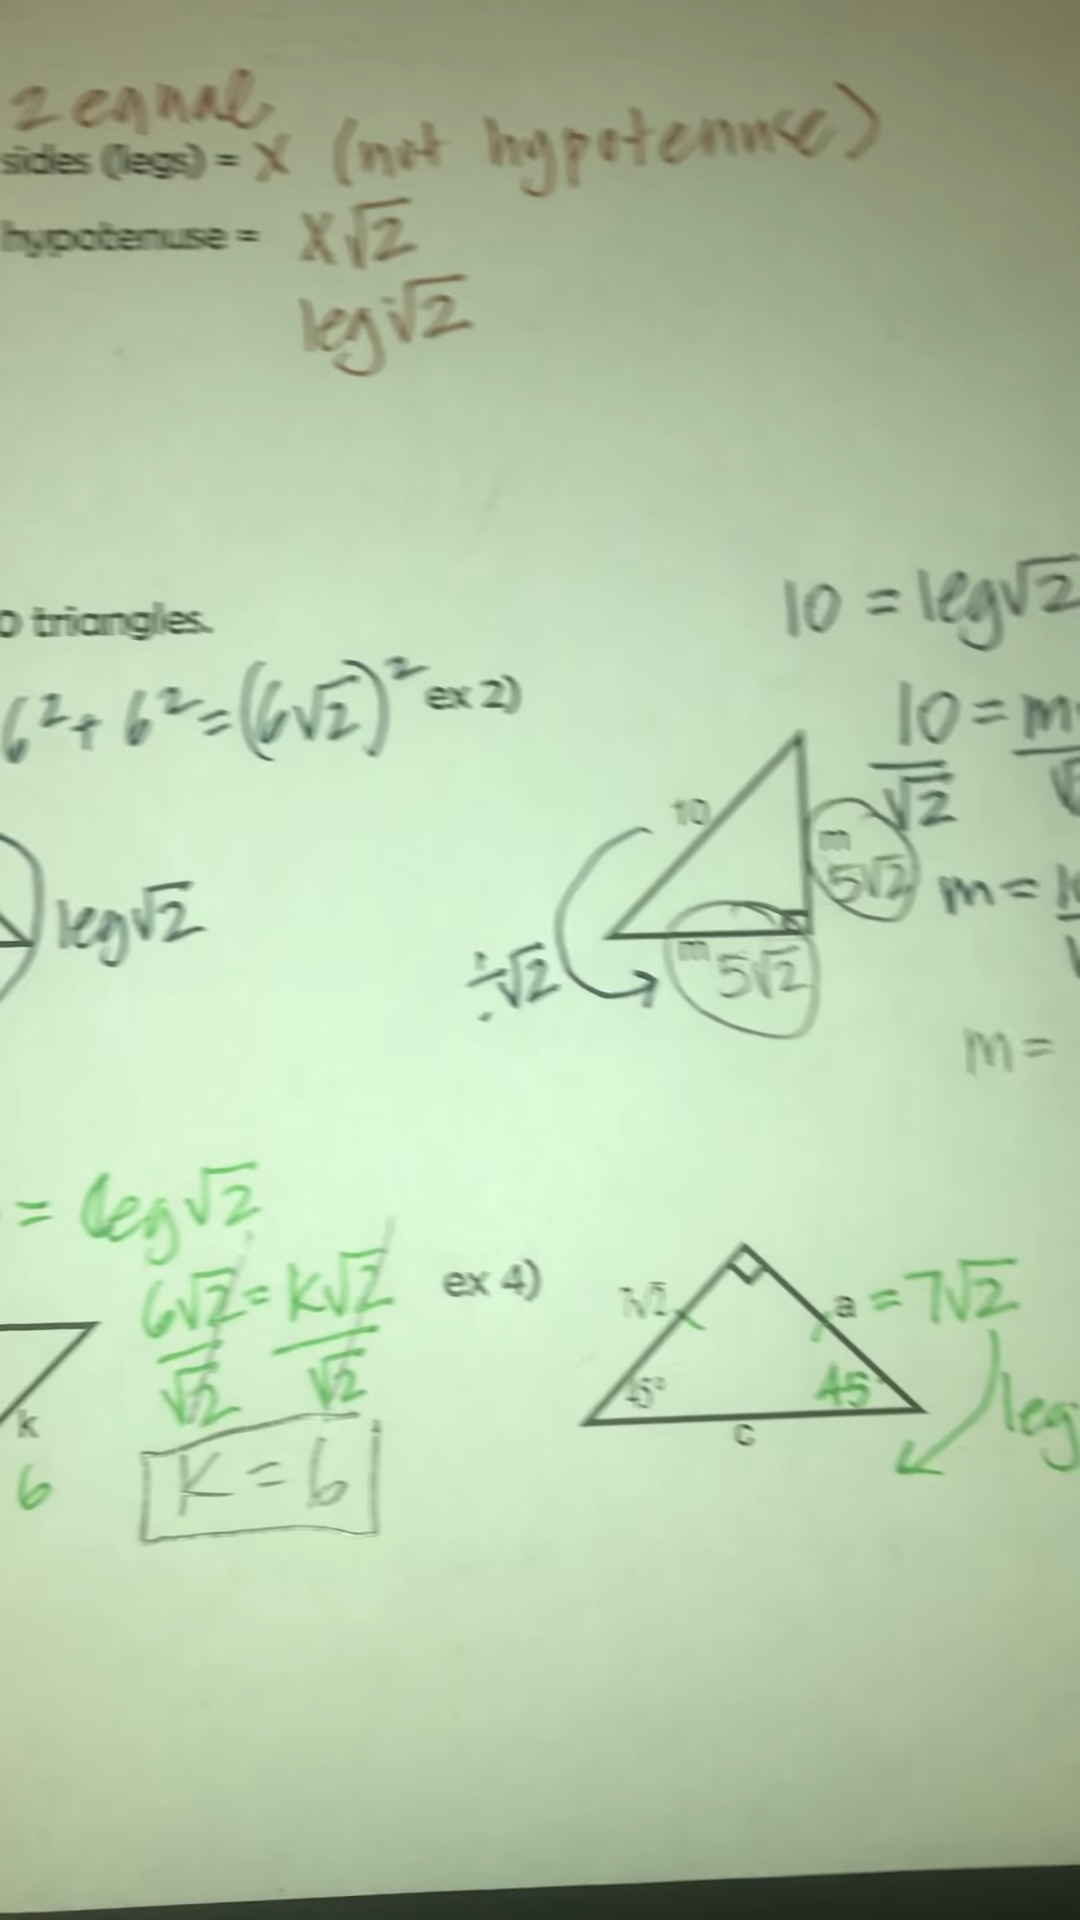 2 equal
sides (legs) = x (not hypotenuse)
hypotenuse = x√2
leg√2
triangles.
10 = leg√2
6² + 6² = (6√2)²
ex 2)
10 = m
√2
10
m
5√2
m =
leg√2
÷√2
m 5√2
m =
= leg√2
6√2 = k√2
√2 √2
ex 4)
7√2
a = 7√2
45°
45°
leg
k
c
6
K = 6